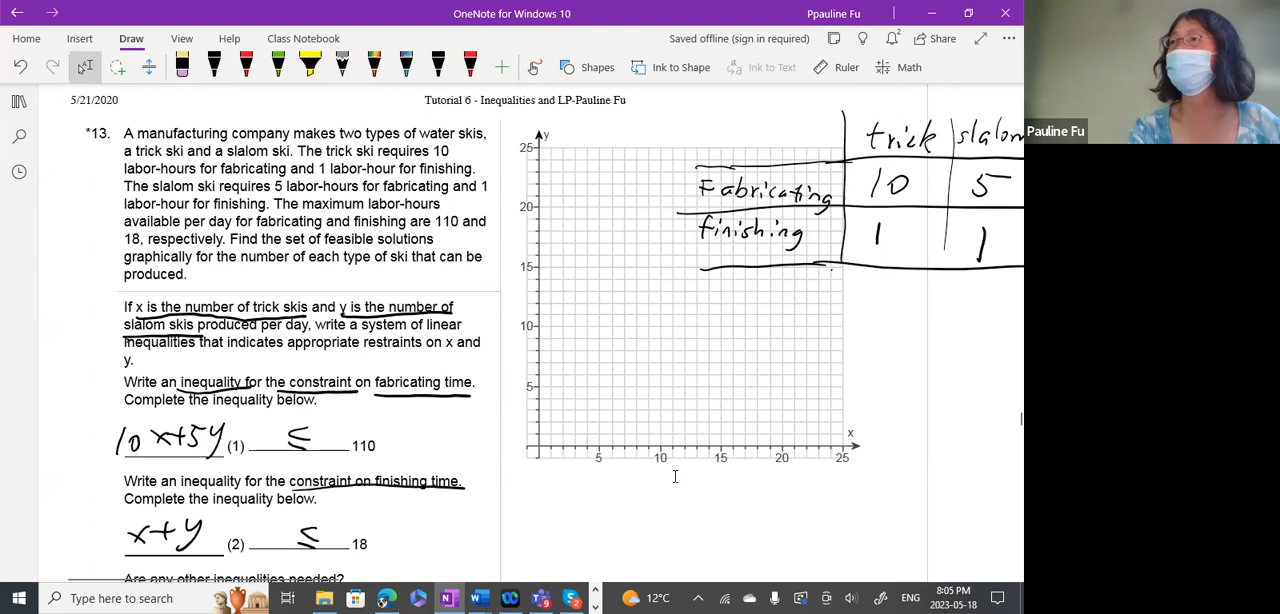 OneNote for Windows 10
Ppauline Fu
Home Insert Draw View Help Class Notebook
Saved offline (sign in required)
Share
Shapes Ink to Shape Ink to Text Ruler Math
5/21/2020
Tutorial 6 - Inequalities and LP-Pauline Fu
Pauline Fu
*13. A manufacturing company makes two types of water skis,
a trick ski and a slalom ski. The trick ski requires 10
labor-hours for fabricating and 1 labor-hour for finishing.
The slalom ski requires 5 labor-hours for fabricating and 1
labor-hour for finishing. The maximum labor-hours
available per day for fabricating and finishing are 110 and
18, respectively. Find the set of feasible solutions
graphically for the number of each type of ski that can be
produced.
If x is the number of trick skis and y is the number of
slalom skis produced per day, write a system of linear
inequalities that indicates appropriate restraints on x and
y.
Write an inequality for the constraint on fabricating time.
Complete the inequality below.
10x+5y (1) ≤ 110
Write an inequality for the constraint on finishing time.
Complete the inequality below.
x+y (2) ≤ 18
Are any other inequalities needed?
y
25
20
15
10
5
5 10 15 20 25
x
trick slalom
Fabricating 10 5
finishing 1 1
Type here to search
12°C
ENG
8:05 PM
2023-05-18